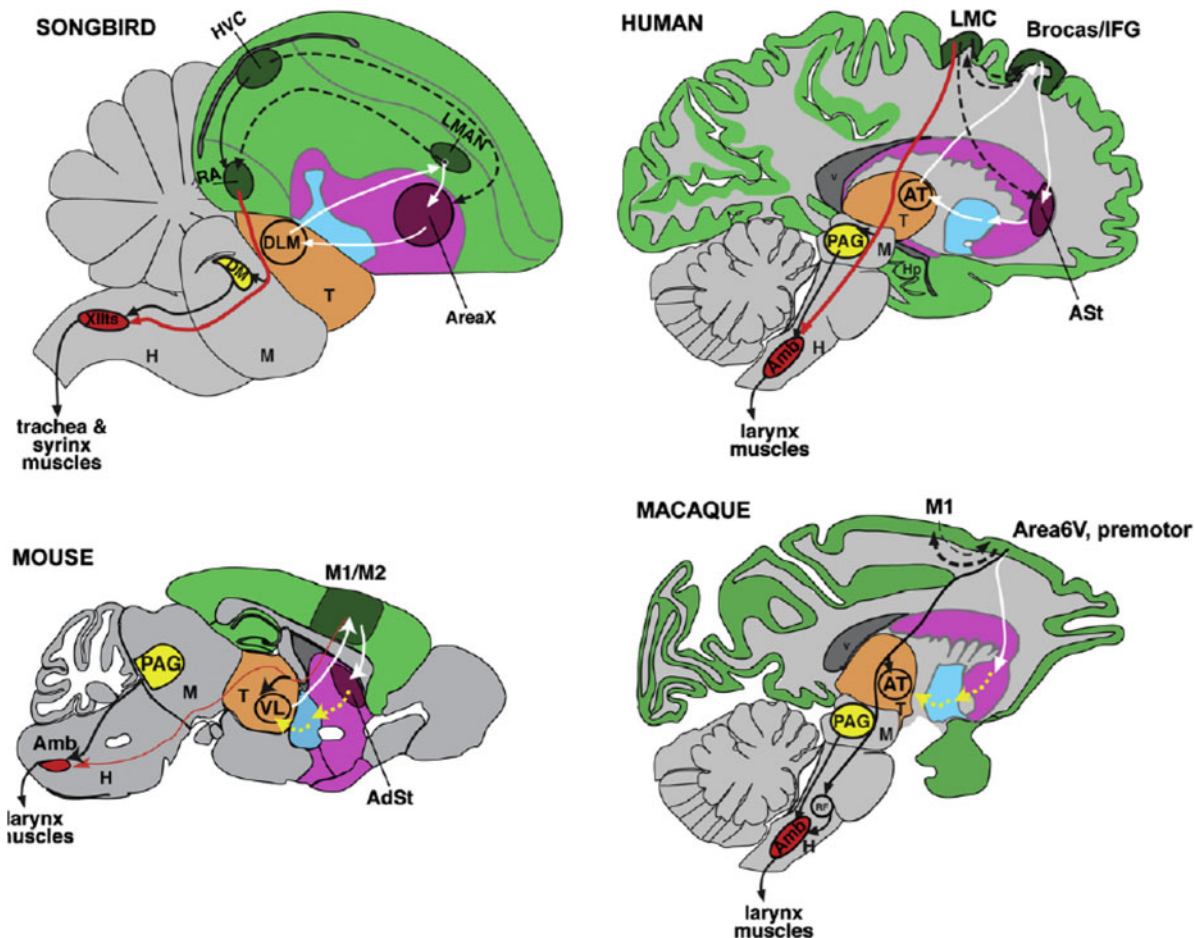 SONGBIRD
HVC
LMAN
RA
DLM
DM
T
XIIts
AreaX
H
M
trachea &
syrinx
muscles
HUMAN
LMC
Brocas/IFG
v
AT
T
PAG
M
Hp
ASt
Amb
H
larynx
muscles
MOUSE
M1/M2
PAG
M
T
VL
Amb
H
AdSt
larynx
muscles
MACAQUE
M1
Area6V, premotor
v
AT
T
PAG
M
RF
Amb
H
larynx
muscles